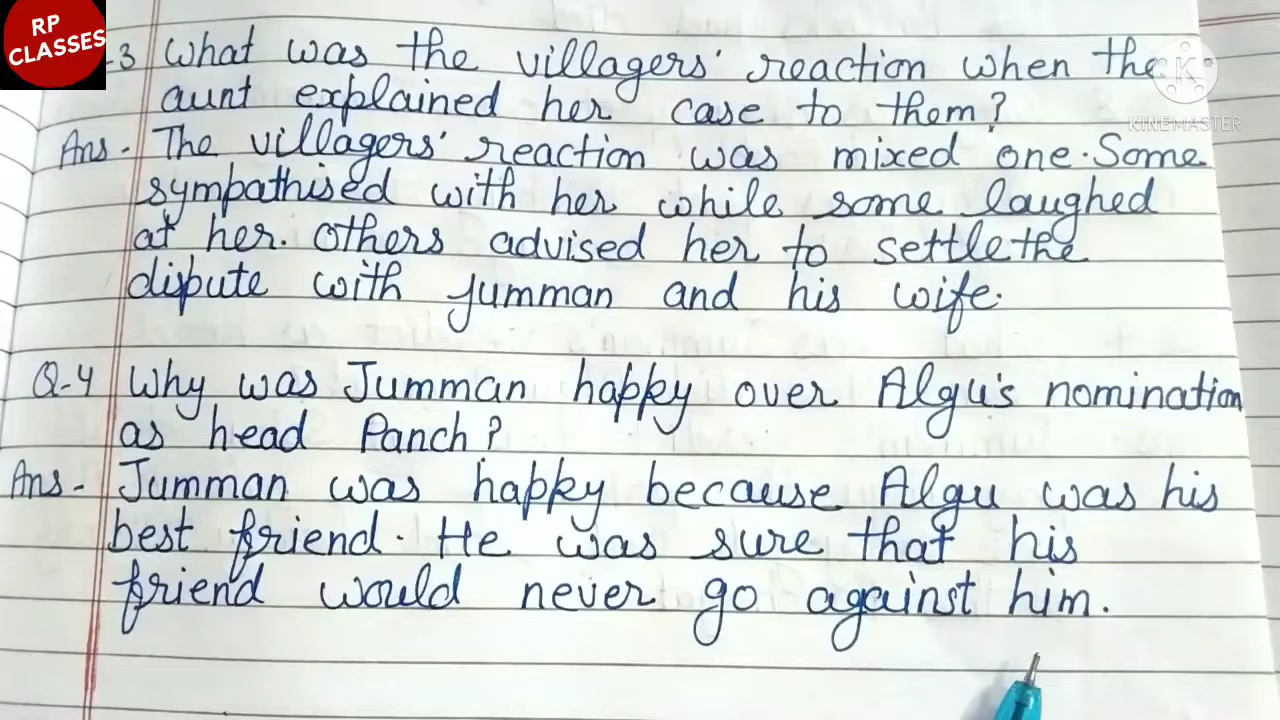 RP
CLASSES
-3 What was the villagers' reaction when the
aunt explained her case to them?
KINEMASTER
Ans. The villagers' reaction was mixed one. Some
sympathised with her while some laughed
at her. Others advised her to settle the
dispute with Jumman and his wife.
Q-4 Why was Jumman happy over Algu's nomination
as head Panch?
Ans - Jumman was happy because Algu was his
best friend. He was sure that his
friend would never go against him.